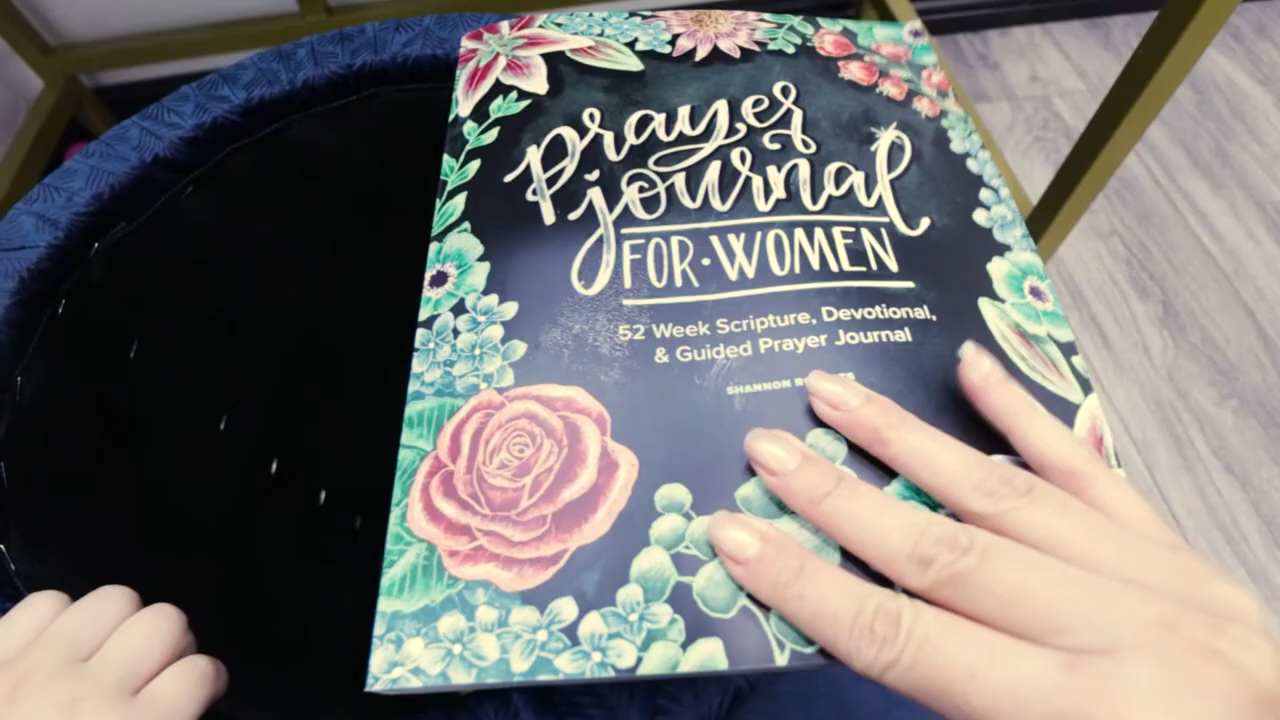 prayer
journal
FOR•WOMEN
52 Week Scripture, Devotional,
& Guided Prayer Journal
SHANNON